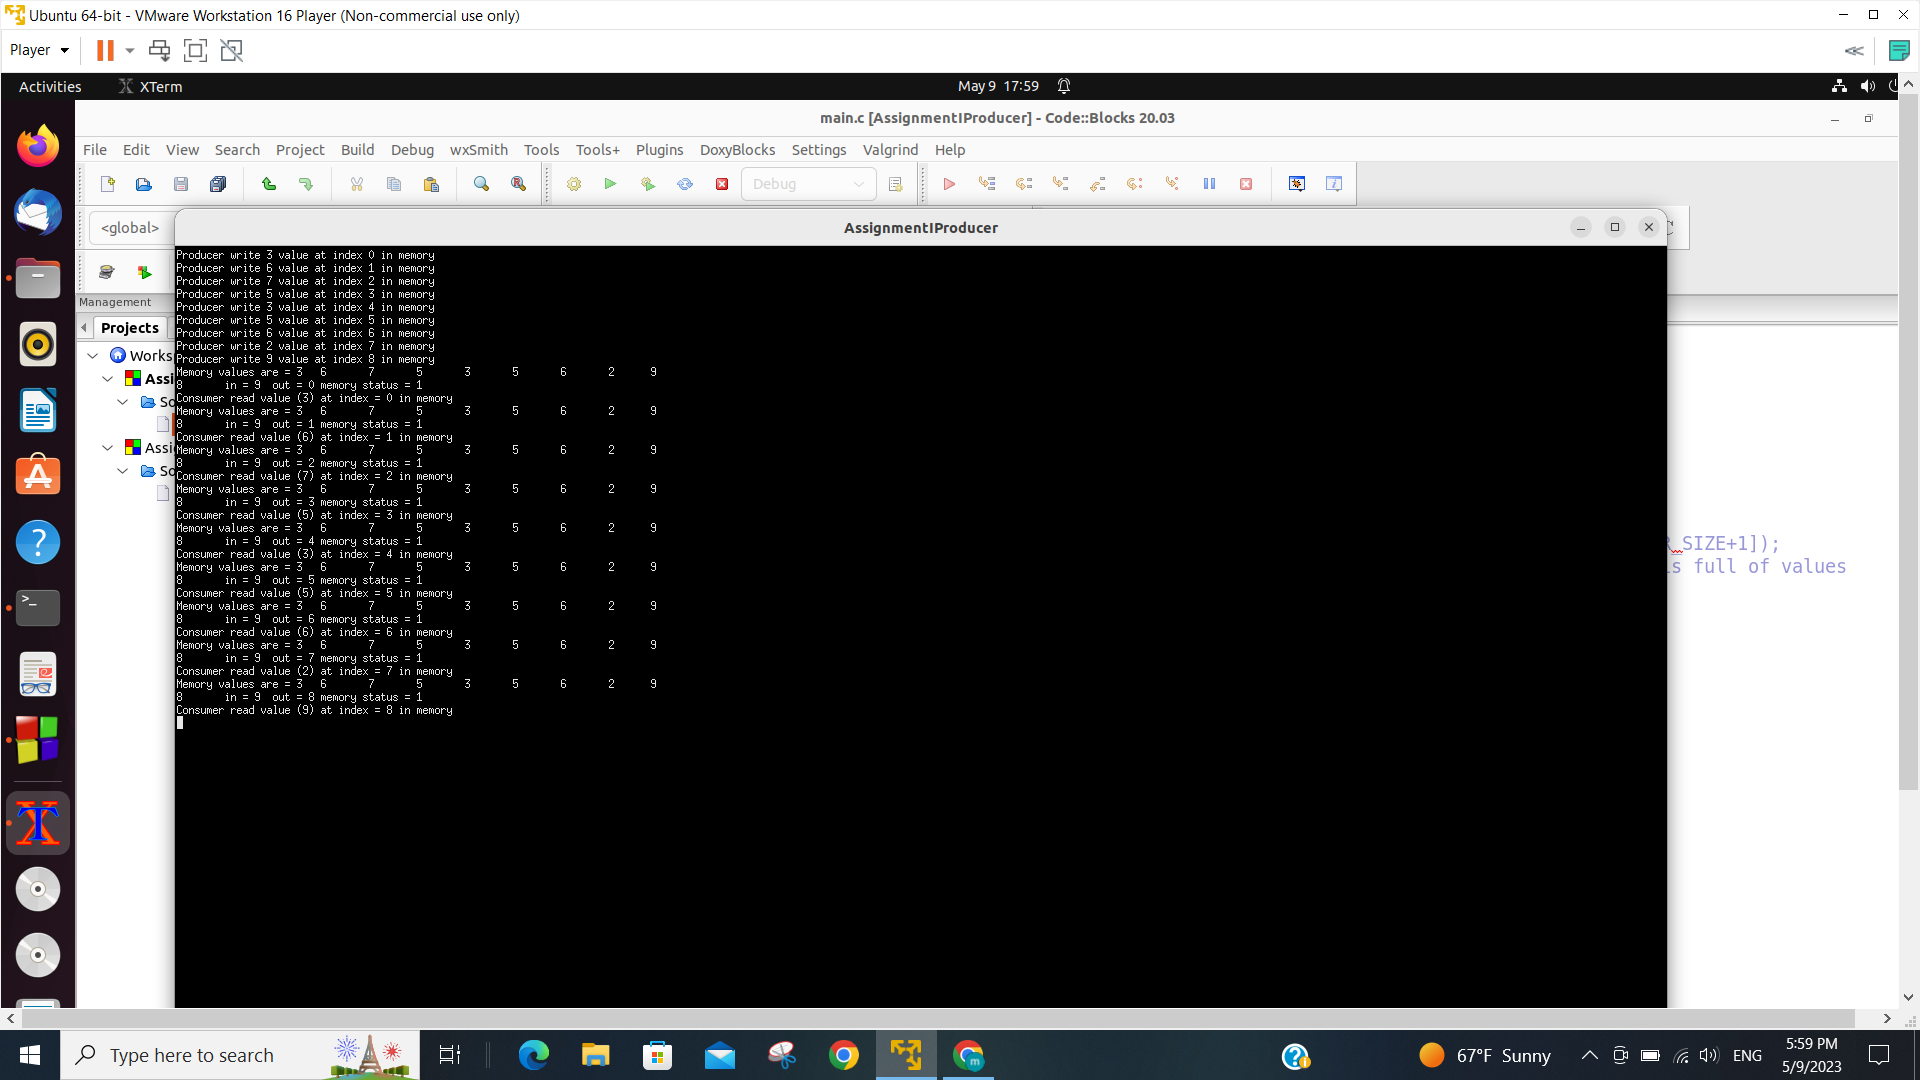 Ubuntu 64-bit - VMware Workstation 16 Player (Non-commercial use only)
Player
Activities XTerm May 9 17:59
main.c [AssignmentIProducer] - Code::Blocks 20.03
File Edit View Search Project Build Debug wxSmith Tools Tools+ Plugins DoxyBlocks Settings Valgrind Help
Debug
<global>
AssignmentIProducer
Management
Projects
Works
Assi
So
Assi
So
Producer write 3 value at index 0 in memory
Producer write 6 value at index 1 in memory
Producer write 7 value at index 2 in memory
Producer write 5 value at index 3 in memory
Producer write 3 value at index 4 in memory
Producer write 5 value at index 5 in memory
Producer write 6 value at index 6 in memory
Producer write 2 value at index 7 in memory
Producer write 9 value at index 8 in memory
Memory values are = 3 6 7 5 3 5 6 2 9
8 in = 9 out = 0 memory status = 1
Consumer read value (3) at index = 0 in memory
Memory values are = 3 6 7 5 3 5 6 2 9
8 in = 9 out = 1 memory status = 1
Consumer read value (6) at index = 1 in memory
Memory values are = 3 6 7 5 3 5 6 2 9
8 in = 9 out = 2 memory status = 1
Consumer read value (7) at index = 2 in memory
Memory values are = 3 6 7 5 3 5 6 2 9
8 in = 9 out = 3 memory status = 1
Consumer read value (5) at index = 3 in memory
Memory values are = 3 6 7 5 3 5 6 2 9
8 in = 9 out = 4 memory status = 1
Consumer read value (3) at index = 4 in memory
Memory values are = 3 6 7 5 3 5 6 2 9
8 in = 9 out = 5 memory status = 1
Consumer read value (5) at index = 5 in memory
Memory values are = 3 6 7 5 3 5 6 2 9
8 in = 9 out = 6 memory status = 1
Consumer read value (6) at index = 6 in memory
Memory values are = 3 6 7 5 3 5 6 2 9
8 in = 9 out = 7 memory status = 1
Consumer read value (2) at index = 7 in memory
Memory values are = 3 6 7 5 3 5 6 2 9
8 in = 9 out = 8 memory status = 1
Consumer read value (9) at index = 8 in memory
_SIZE+1]);
s full of values
Type here to search
67°F Sunny
ENG
5:59 PM
5/9/2023